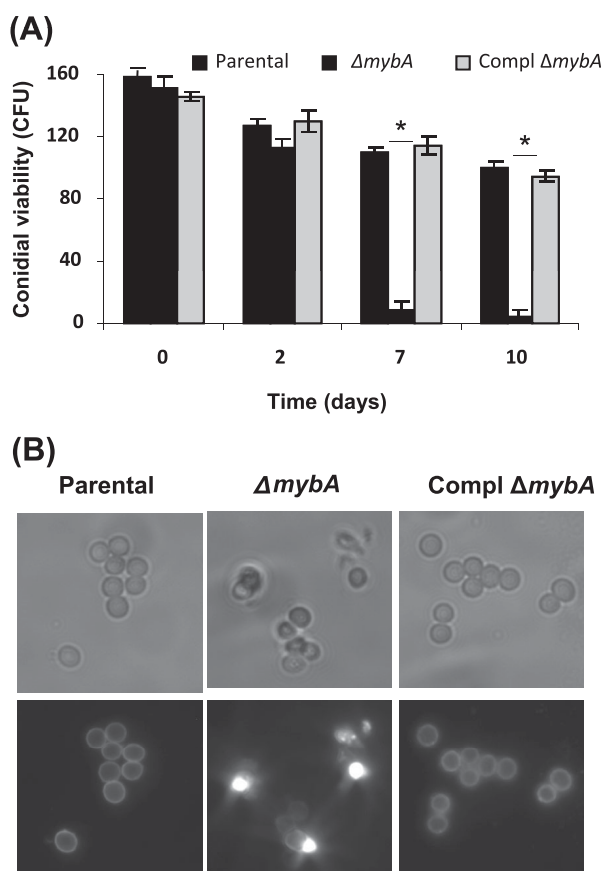 (A)
Parental ΔmybA Compl ΔmybA
Conidial viability (CFU)
160
120
80
40
0
* *
0 2 7 10
Time (days)
(B)
Parental ΔmybA Compl ΔmybA